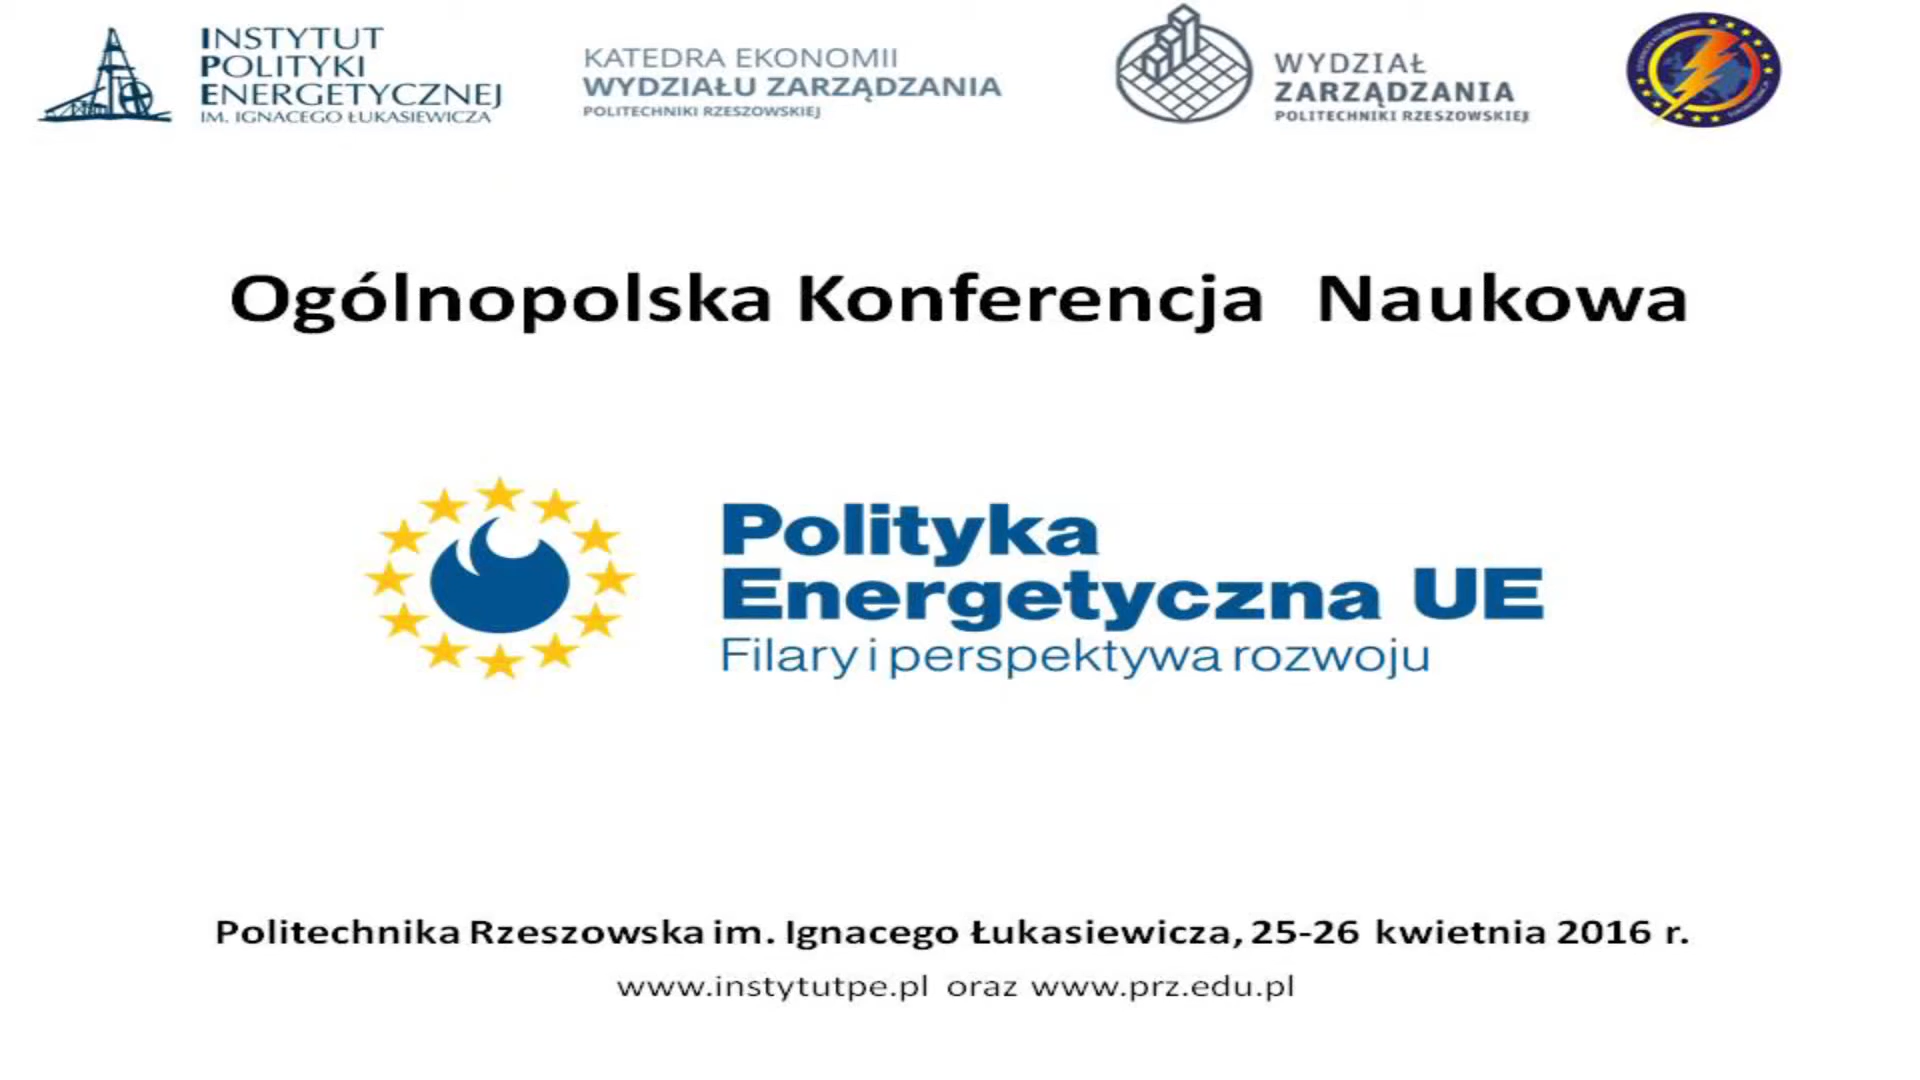 INSTYTUT
POLITYKI
ENERGETYCZNEJ
IM. IGNACEGO ŁUKASIEWICZA
KATEDRA EKONOMII
WYDZIAŁU ZARZĄDZANIA
POLITECHNIKI RZESZOWSKIEJ
WYDZIAŁ
ZARZĄDZANIA
POLITECHNIKI RZESZOWSKIEJ
Ogólnopolska Konferencja Naukowa
Polityka
Energetyczna UE
Filary i perspektywa rozwoju
Politechnika Rzeszowska im. Ignacego Łukasiewicza, 25-26 kwietnia 2016 r.
www.instytutpe.pl oraz www.prz.edu.pl